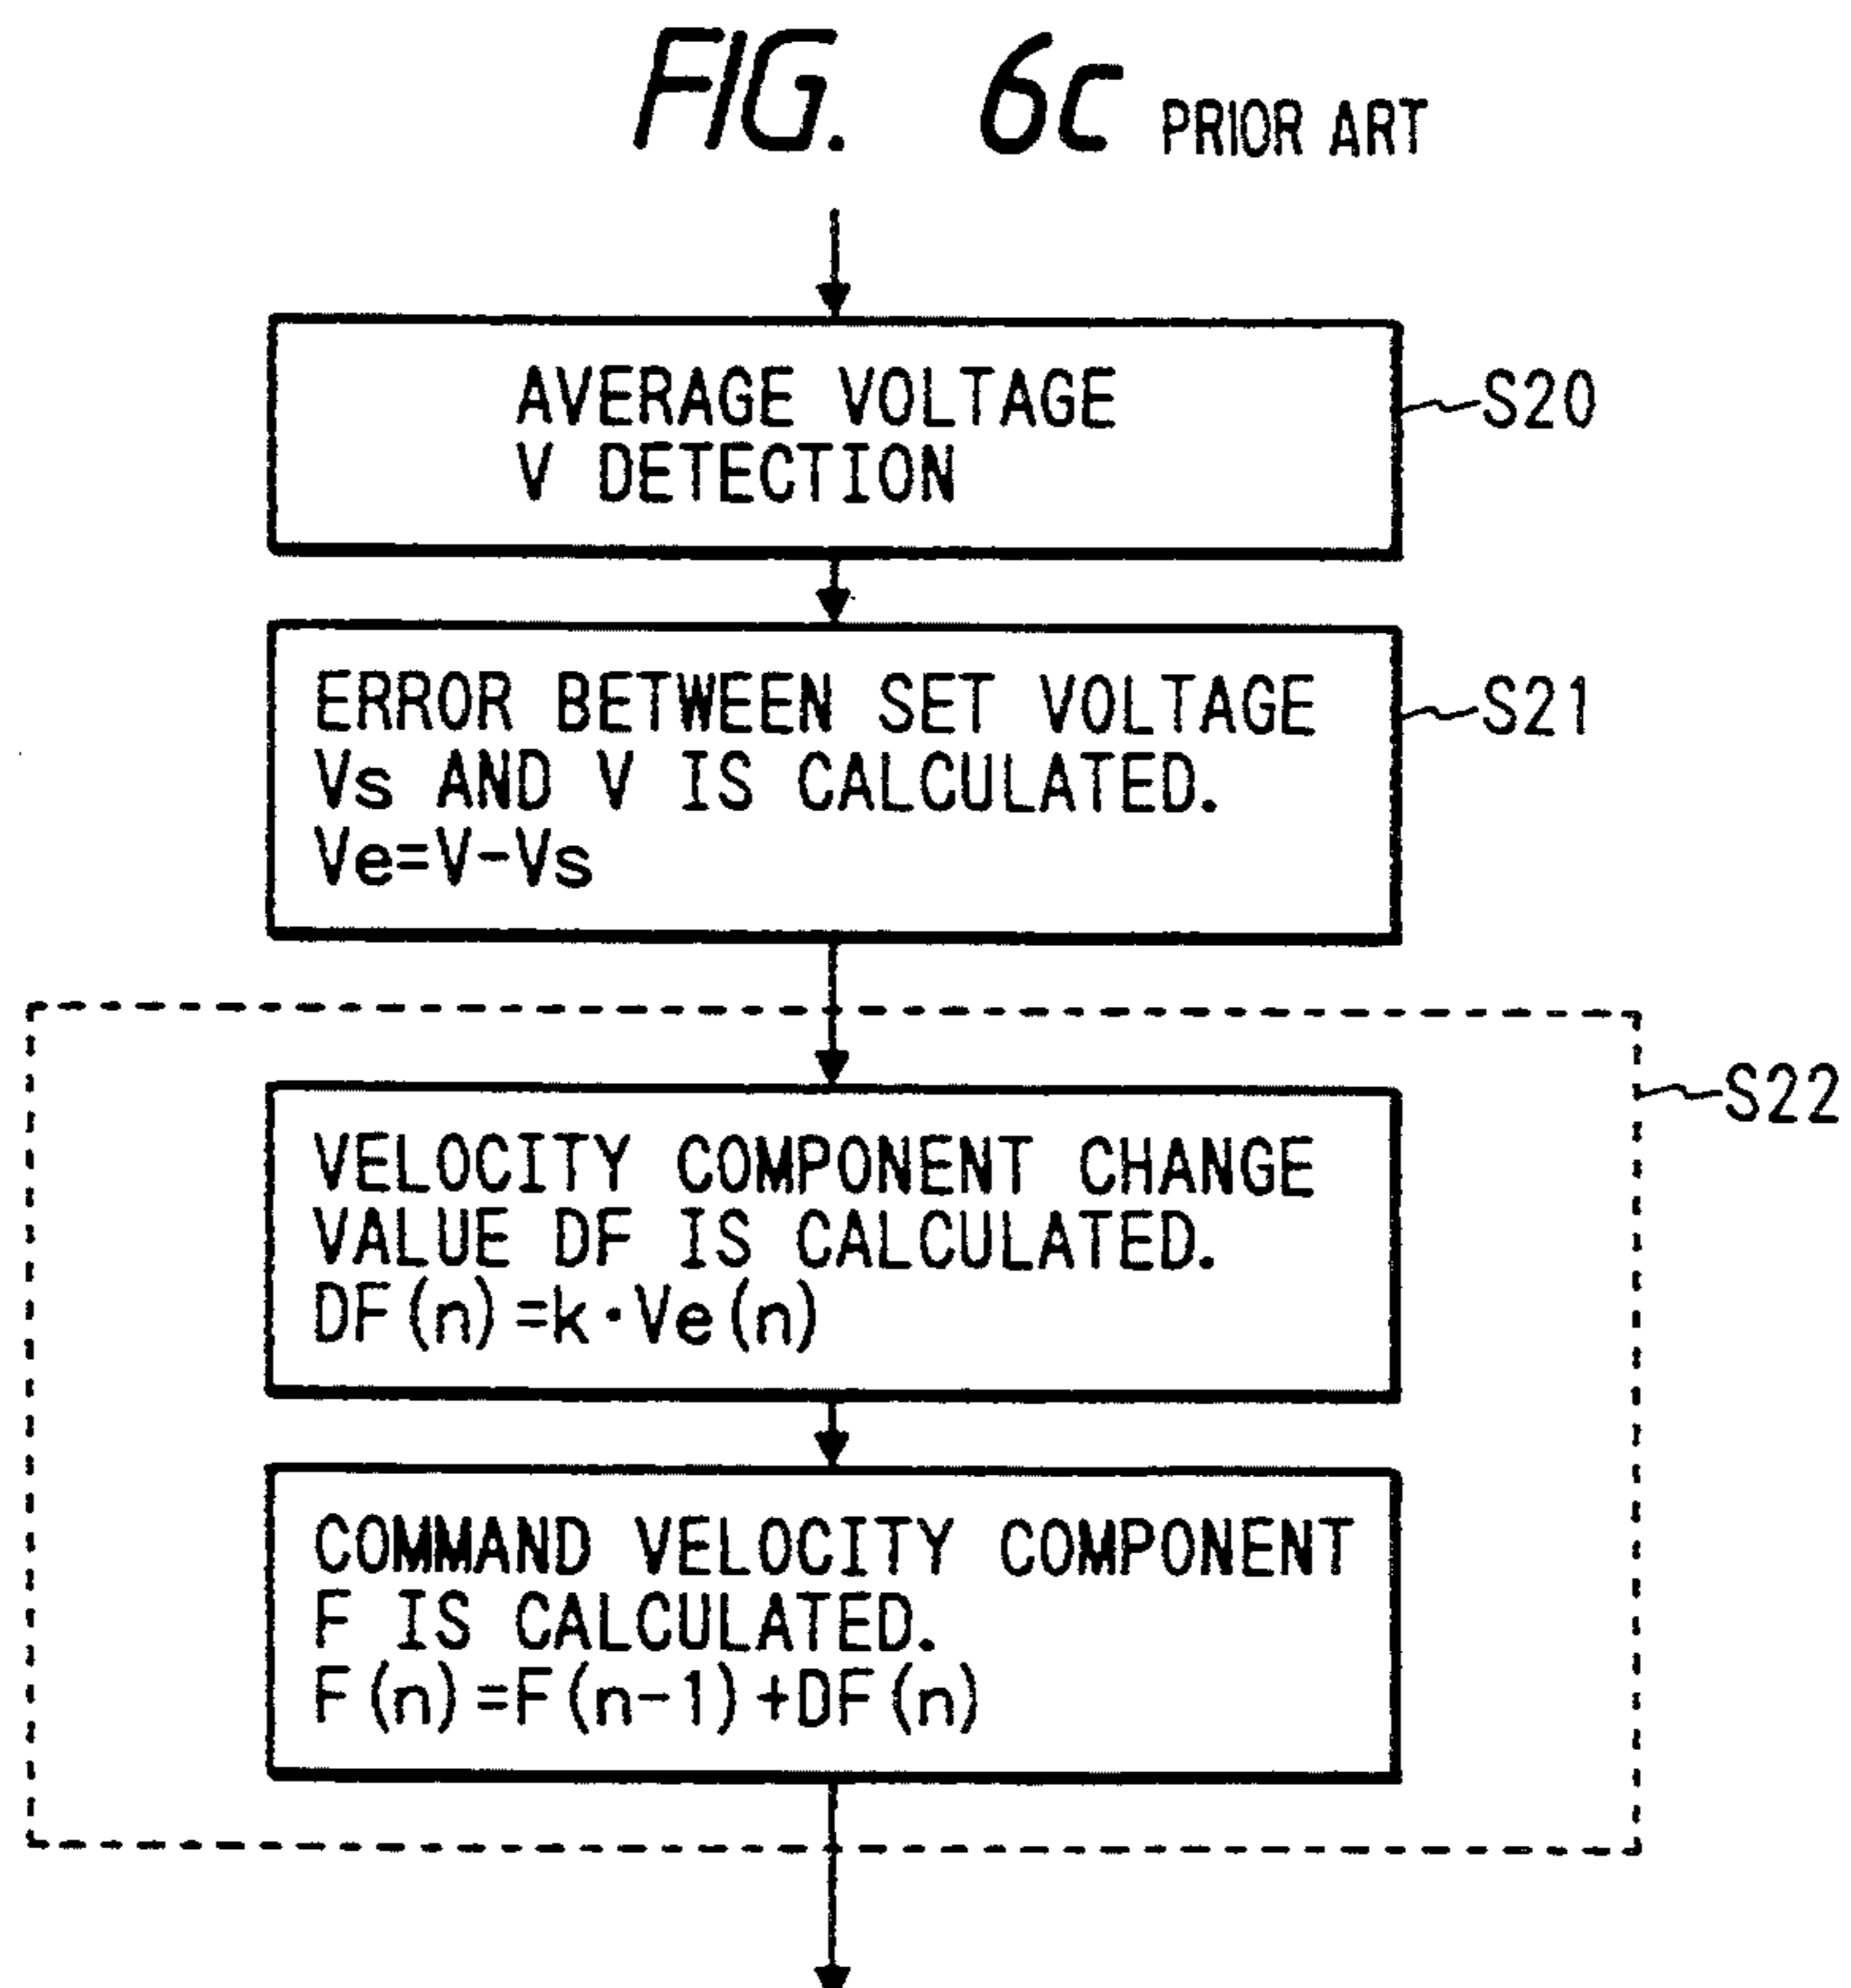 FIG. 6c PRIOR ART
AVERAGE VOLTAGE
V DETECTION
S20
ERROR BETWEEN SET VOLTAGE
Vs AND V IS CALCULATED.
Ve=V-Vs
S21
S22
VELOCITY COMPONENT CHANGE
VALUE DF IS CALCULATED.
DF(n)=k·Ve(n)
COMMAND VELOCITY COMPONENT
F IS CALCULATED.
F(n)=F(n-1)+DF(n)